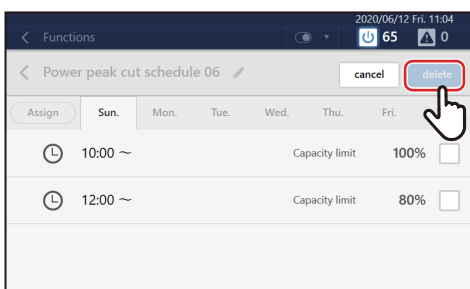 2020/06/12 Fri. 11:04
Functions 65 0
Power peak cut schedule 06 cancel delete
Assign Sun. Mon. Tue. Wed. Thu. Fri.
10:00 ~ Capacity limit 100%
12:00 ~ Capacity limit 80%